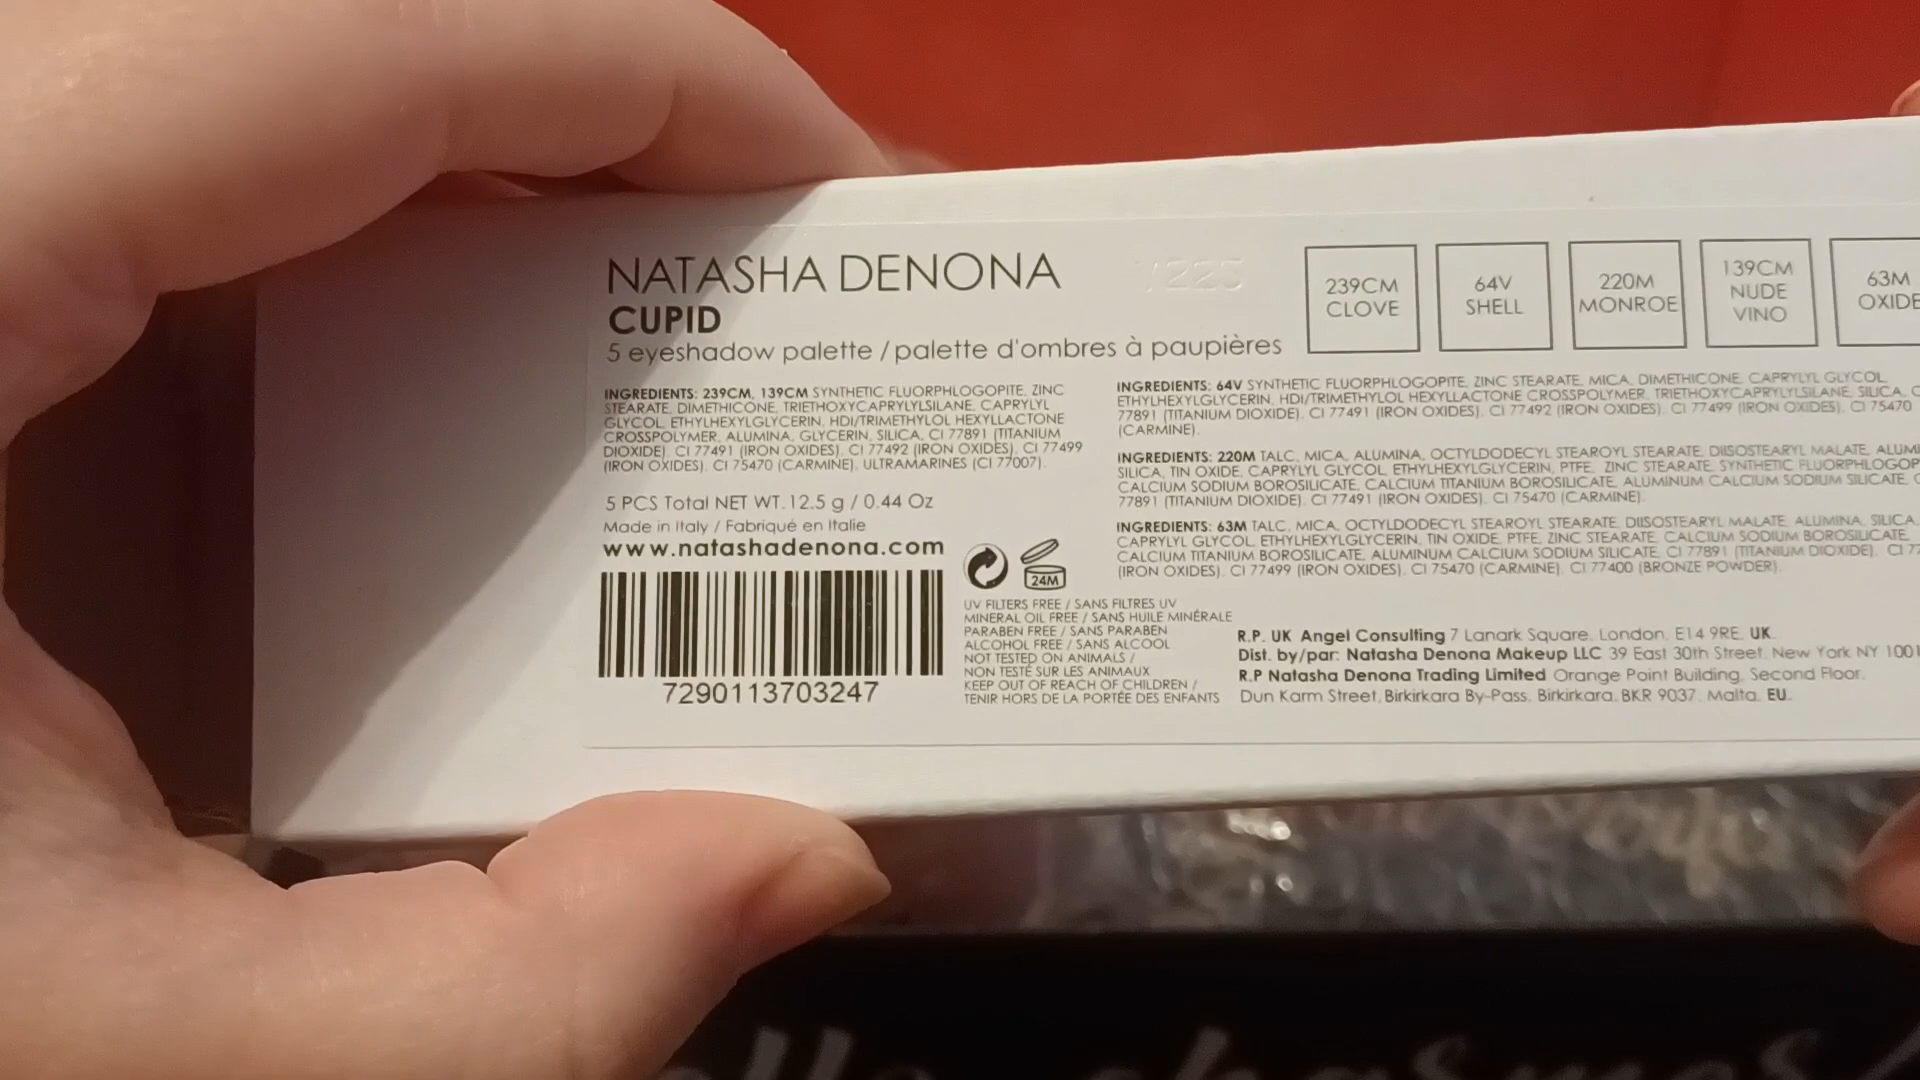 NATASHA DENONA
CUPID
5 eyeshadow palette / palette d'ombres à paupières
239CM
CLOVE
64V
SHELL
220M
MONROE
139CM
NUDE
VINO
63M
OXIDE
INGREDIENTS: 239CM, 139CM SYNTHETIC FLUORPHLOGOPITE, ZINC
STEARATE, DIMETHICONE, TRIETHOXYCAPRYLYLSILANE, CAPRYLYL
GLYCOL, ETHYLHEXYLGLYCERIN, HDI/TRIMETHYLOL HEXYLLACTONE
CROSSPOLYMER, ALUMINA, GLYCERIN, SILICA, CI 77891 (TITANIUM
DIOXIDE), CI 77491 (IRON OXIDES), CI 77492 (IRON OXIDES), CI 77499
(IRON OXIDES), CI 75470 (CARMINE), ULTRAMARINES (CI 77007).
5 PCS Total NET WT. 12.5 g / 0.44 Oz
Made in Italy / Fabriqué en Italie
www.natashadenona.com
7290113703247
24M
UV FILTERS FREE / SANS FILTRES UV
MINERAL OIL FREE / SANS HUILE MINÉRALE
PARABEN FREE / SANS PARABEN
ALCOHOL FREE / SANS ALCOOL
NOT TESTED ON ANIMALS /
NON TESTÉ SUR LES ANIMAUX
KEEP OUT OF REACH OF CHILDREN /
TENIR HORS DE LA PORTÉE DES ENFANTS
INGREDIENTS: 64V SYNTHETIC FLUORPHLOGOPITE, ZINC STEARATE, MICA, DIMETHICONE, CAPRYLYL GLYCOL,
ETHYLHEXYLGLYCERIN, HDI/TRIMETHYLOL HEXYLLACTONE CROSSPOLYMER, TRIETHOXYCAPRYLYLSILANE, SILICA,
77891 (TITANIUM DIOXIDE), CI 77491 (IRON OXIDES), CI 77492 (IRON OXIDES), CI 77499 (IRON OXIDES), CI 75470
(CARMINE).
INGREDIENTS: 220M TALC, MICA, ALUMINA, OCTYLDODECYL STEAROYL STEARATE, DIISOSTEARYL MALATE,
SILICA, TIN OXIDE, CAPRYLYL GLYCOL, ETHYLHEXYLGLYCERIN, PTFE, ZINC STEARATE, SYNTHETIC
CALCIUM SODIUM BOROSILICATE, CALCIUM TITANIUM BOROSILICATE, ALUMINUM CALCIUM SODIUM SILICATE,
77891 (TITANIUM DIOXIDE), CI 77491 (IRON OXIDES), CI 75470 (CARMINE)
INGREDIENTS: 63M TALC, MICA, OCTYLDODECYL STEAROYL STEARATE, DIISOSTEARYL MALATE, ALUMINA, SILICA,
CAPRYLYL GLYCOL, ETHYLHEXYLGLYCERIN, TIN OXIDE, PTFE, ZINC STEARATE, CALCIUM SODIUM BOROSILICATE,
CALCIUM TITANIUM BOROSILICATE, ALUMINUM CALCIUM SODIUM SILICATE, CI 77891 (TITANIUM DIOXIDE), CI
(IRON OXIDES), CI 77499 (IRON OXIDES), CI 75470 (CARMINE), CI 77400 (BRONZE POWDER).
R.P. UK Angel Consulting 7 Lanark Square, London, E14 9RE, UK.
Dist. by/par: Natasha Denona Makeup LLC 39 East 30th Street, New York NY
R.P Natasha Denona Trading Limited Orange Point Building, Second Floor,
Dun Karm Street, Birkirkara By-Pass, Birkirkara, BKR 9037, Malta, EU.